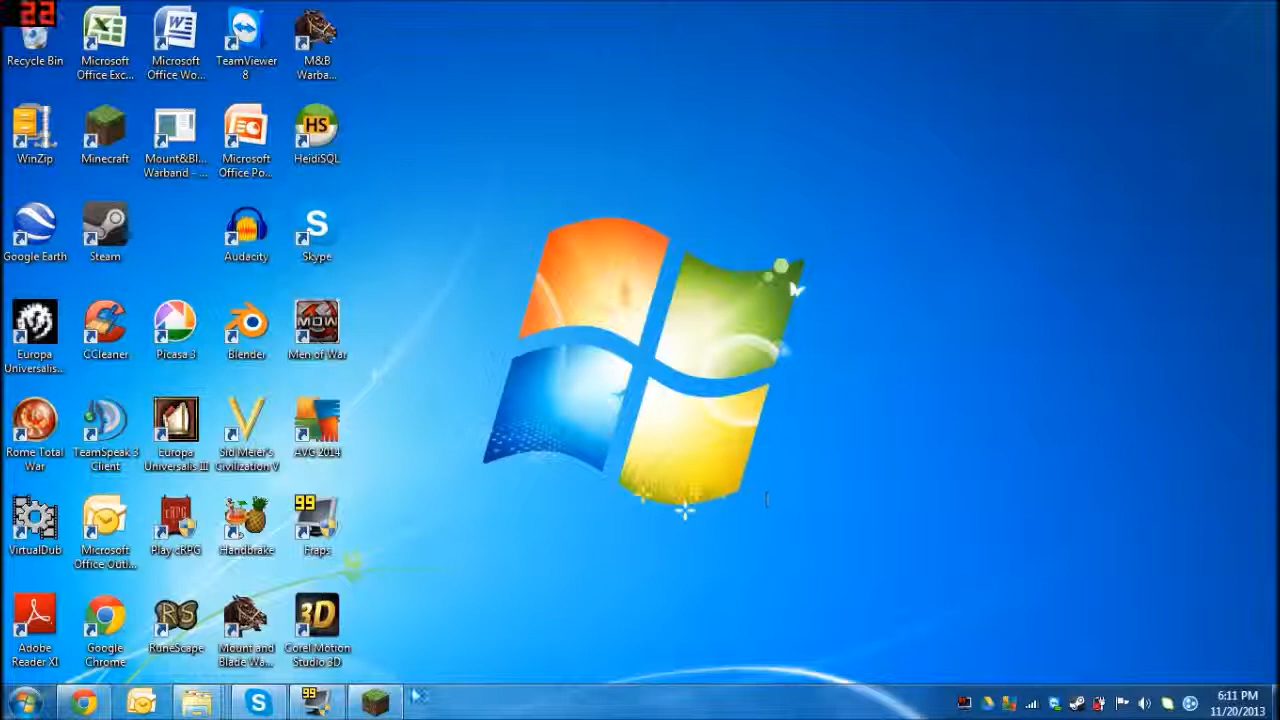 22
Recycle Bin
Microsoft Office Exc...
Microsoft Office Wo...
TeamViewer 8
M&B Warba...
WinZip
Minecraft
Mount&Bl... Warband - ...
Microsoft Office Po...
HS
HeidiSQL
Google Earth
Steam
Audacity
Skype
Europa Universalis...
CCleaner
Picasa 3
Blender
MOW
Men of War
Rome Total War
TeamSpeak 3 Client
Europa Universalis III
Sid Meier's Civilization V
AVG 2014
VirtualDub
Microsoft Office Outl...
cRPG
Play cRPG
Handbrake
99
Fraps
Adobe Reader XI
Google Chrome
RS
RuneScape
Mount and Blade Wa...
3D
Corel Motion Studio 3D
99
6:11 PM
11/20/2013